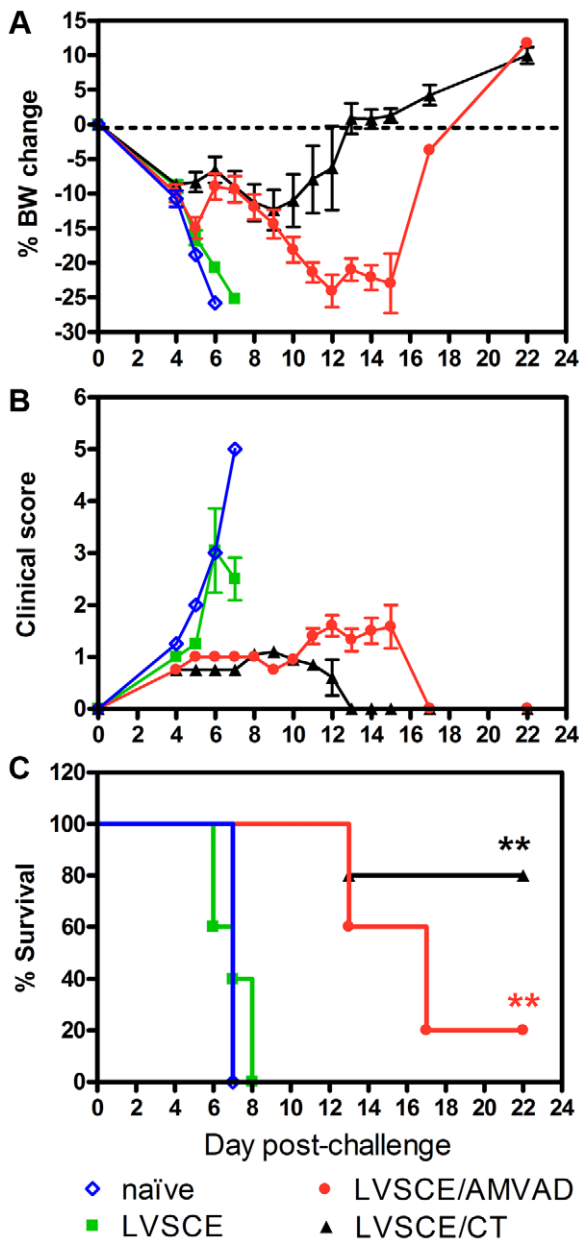 A
% BW change
15
10
5
0
-5
-10
-15
-20
-25
-30
0 2 4 6 8 10 12 14 16 18 20 22 24
B
Clinical score
6
5
4
3
2
1
0
0 2 4 6 8 10 12 14 16 18 20 22 24
C
% Survival
120
100
80
60
40
20
0
**
**
0 2 4 6 8 10 12 14 16 18 20 22 24
Day post-challenge
naïve LVSCE/AMVAD
LVSCE LVSCE/CT